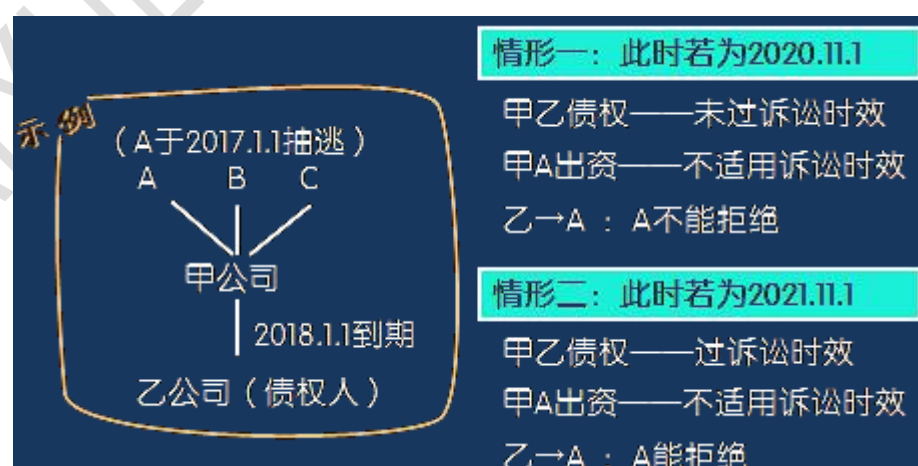 示例
（A于2017.1.1抽逃）
A B C
甲公司
2018.1.1到期
乙公司（债权人）
情形一：此时若为2020.11.1
甲乙债权——未过诉讼时效
甲A出资——不适用诉讼时效
乙→A：A不能拒绝
情形二：此时若为2021.11.1
甲乙债权——过诉讼时效
甲A出资——不适用诉讼时效
乙→A：A能拒绝